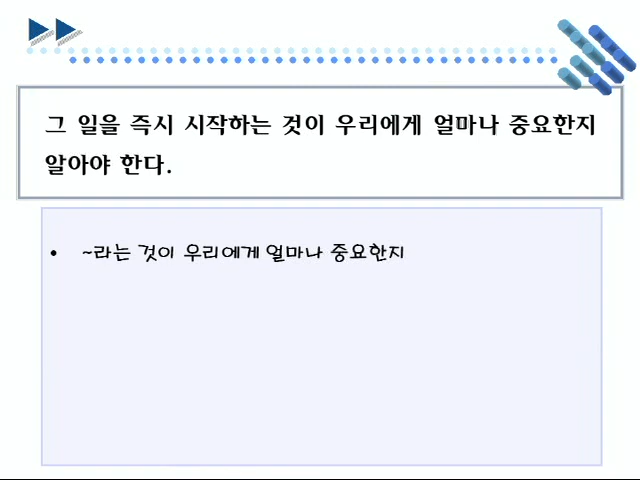 그 일을 즉시 시작하는 것이 우리에게 얼마나 중요한지
알아야 한다.
• ~라는 것이 우리에게 얼마나 중요한지